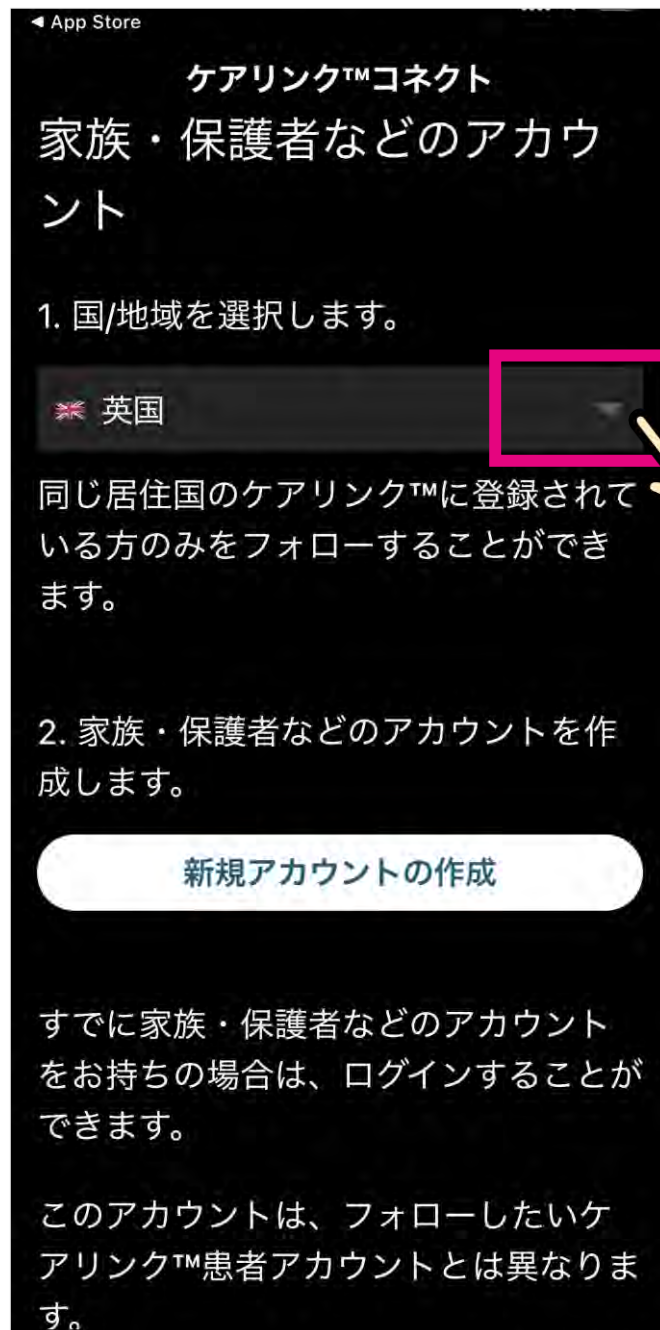 ◀ App Store
ケアリンク™コネクト
家族・保護者などのアカウ
ント
1. 国/地域を選択します。
英国
同じ居住国のケアリンク™に登録されて
いる方のみをフォローすることができ
ます。
2. 家族・保護者などのアカウントを作
成します。
新規アカウントの作成
すでに家族・保護者などのアカウント
をお持ちの場合は、ログインすることが
できます。
このアカウントは、フォローしたいケ
アリンク™患者アカウントとは異なりま
す。